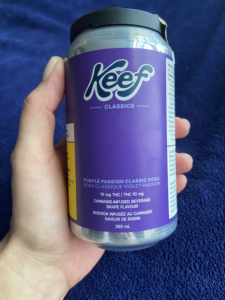 Keef
CLASSICS
PURPLE PASSION CLASSIC SODA
SODA CLASSIQUE VIOLET PASSION
10 mg THC | THC 10 mg
CANNABIS-INFUSED BEVERAGE
GRAPE FLAVOUR
BOISSON INFUSÉE AU CANNABIS
SAVEUR DE RAISIN
355 mL